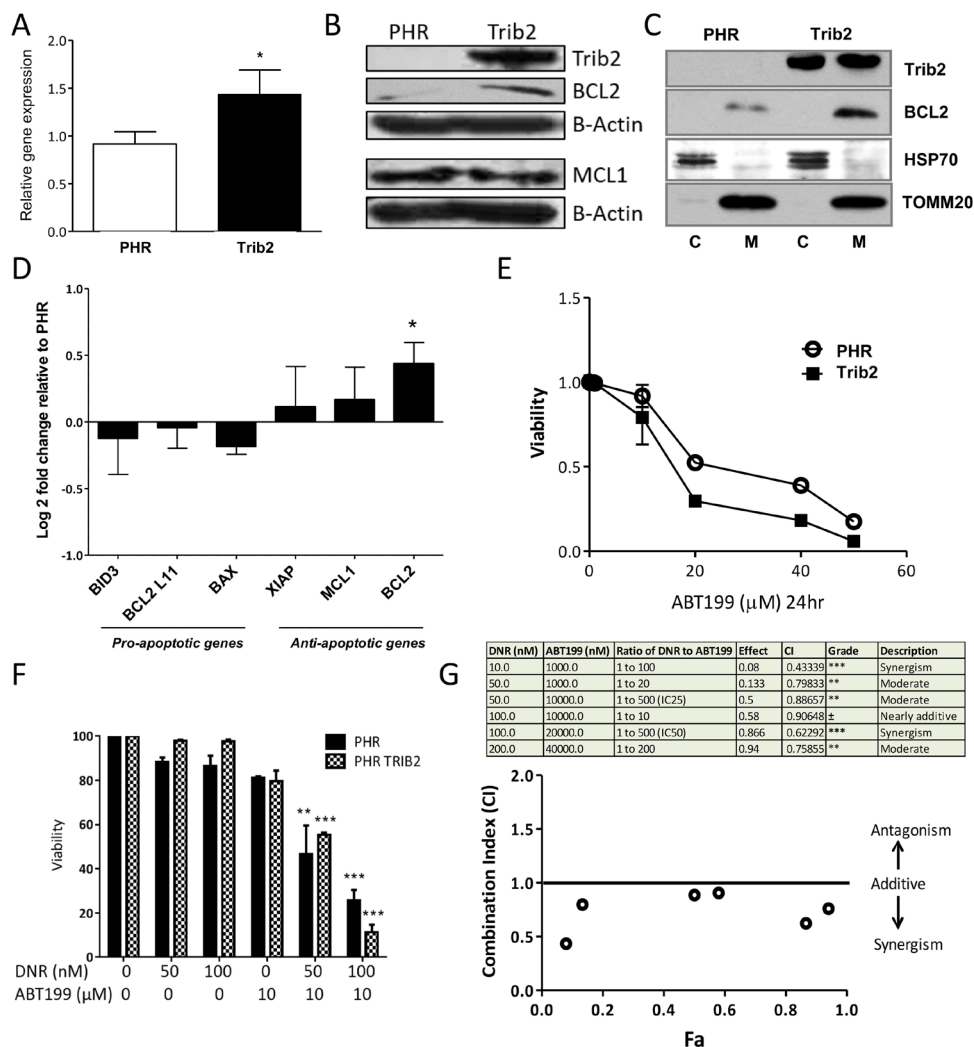 A
Relative gene expression
2.0
1.5
1.0
0.5
0.0
PHR
Trib2
*
B
PHR Trib2
Trib2
BCL2
B-Actin
MCL1
B-Actin
C
PHR Trib2
Trib2
BCL2
HSP70
TOMM20
C M C M
D
Log 2 fold change relative to PHR
1.0
0.5
0.0
-0.5
-1.0
*
BID3
BCL2 L11
BAX
XIAP
MCL1
BCL2
Pro-apoptotic genes
Anti-apoptotic genes
E
Viability
1.5
1.0
0.5
0.0
0 20 40 60
ABT199 (μM) 24hr
PHR
Trib2
F
Viability
100
80
60
40
20
0
PHR
PHR TRIB2
** *** *** ***
DNR (nM) 0 50 100 0 50 100
ABT199 (μM) 0 0 0 10 10 10
G
DNR (nM) ABT199 (nM) Ratio of DNR to ABT199 Effect CI Grade Description
10.0 1000.0 1 to 100 0.08 0.43339 *** Synergism
50.0 1000.0 1 to 20 0.133 0.79833 ** Moderate
50.0 10000.0 1 to 500 (IC25) 0.5 0.88657 ** Moderate
100.0 10000.0 1 to 10 0.58 0.90648 ± Nearly additive
100.0 20000.0 1 to 500 (IC50) 0.866 0.62292 *** Synergism
200.0 40000.0 1 to 200 0.94 0.75855 ** Moderate
Combination Index (CI)
2.0
1.5
1.0
0.5
0.0
0.0 0.2 0.4 0.6 0.8 1.0
Fa
Antagonism
Additive
Synergism